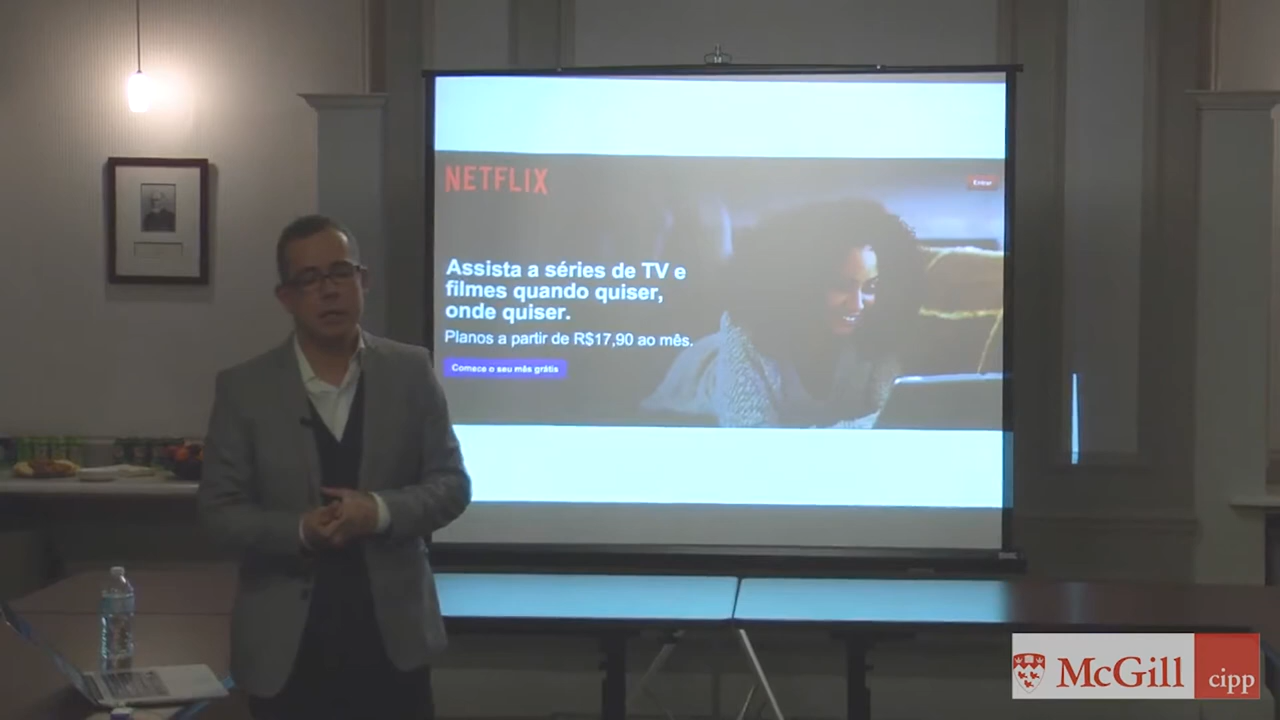 NETFLIX
Entrar
Assista a séries de TV e
filmes quando quiser,
onde quiser.
Planos a partir de R$17,90 ao mês.
Comece o seu mês grátis
McGill
cipp